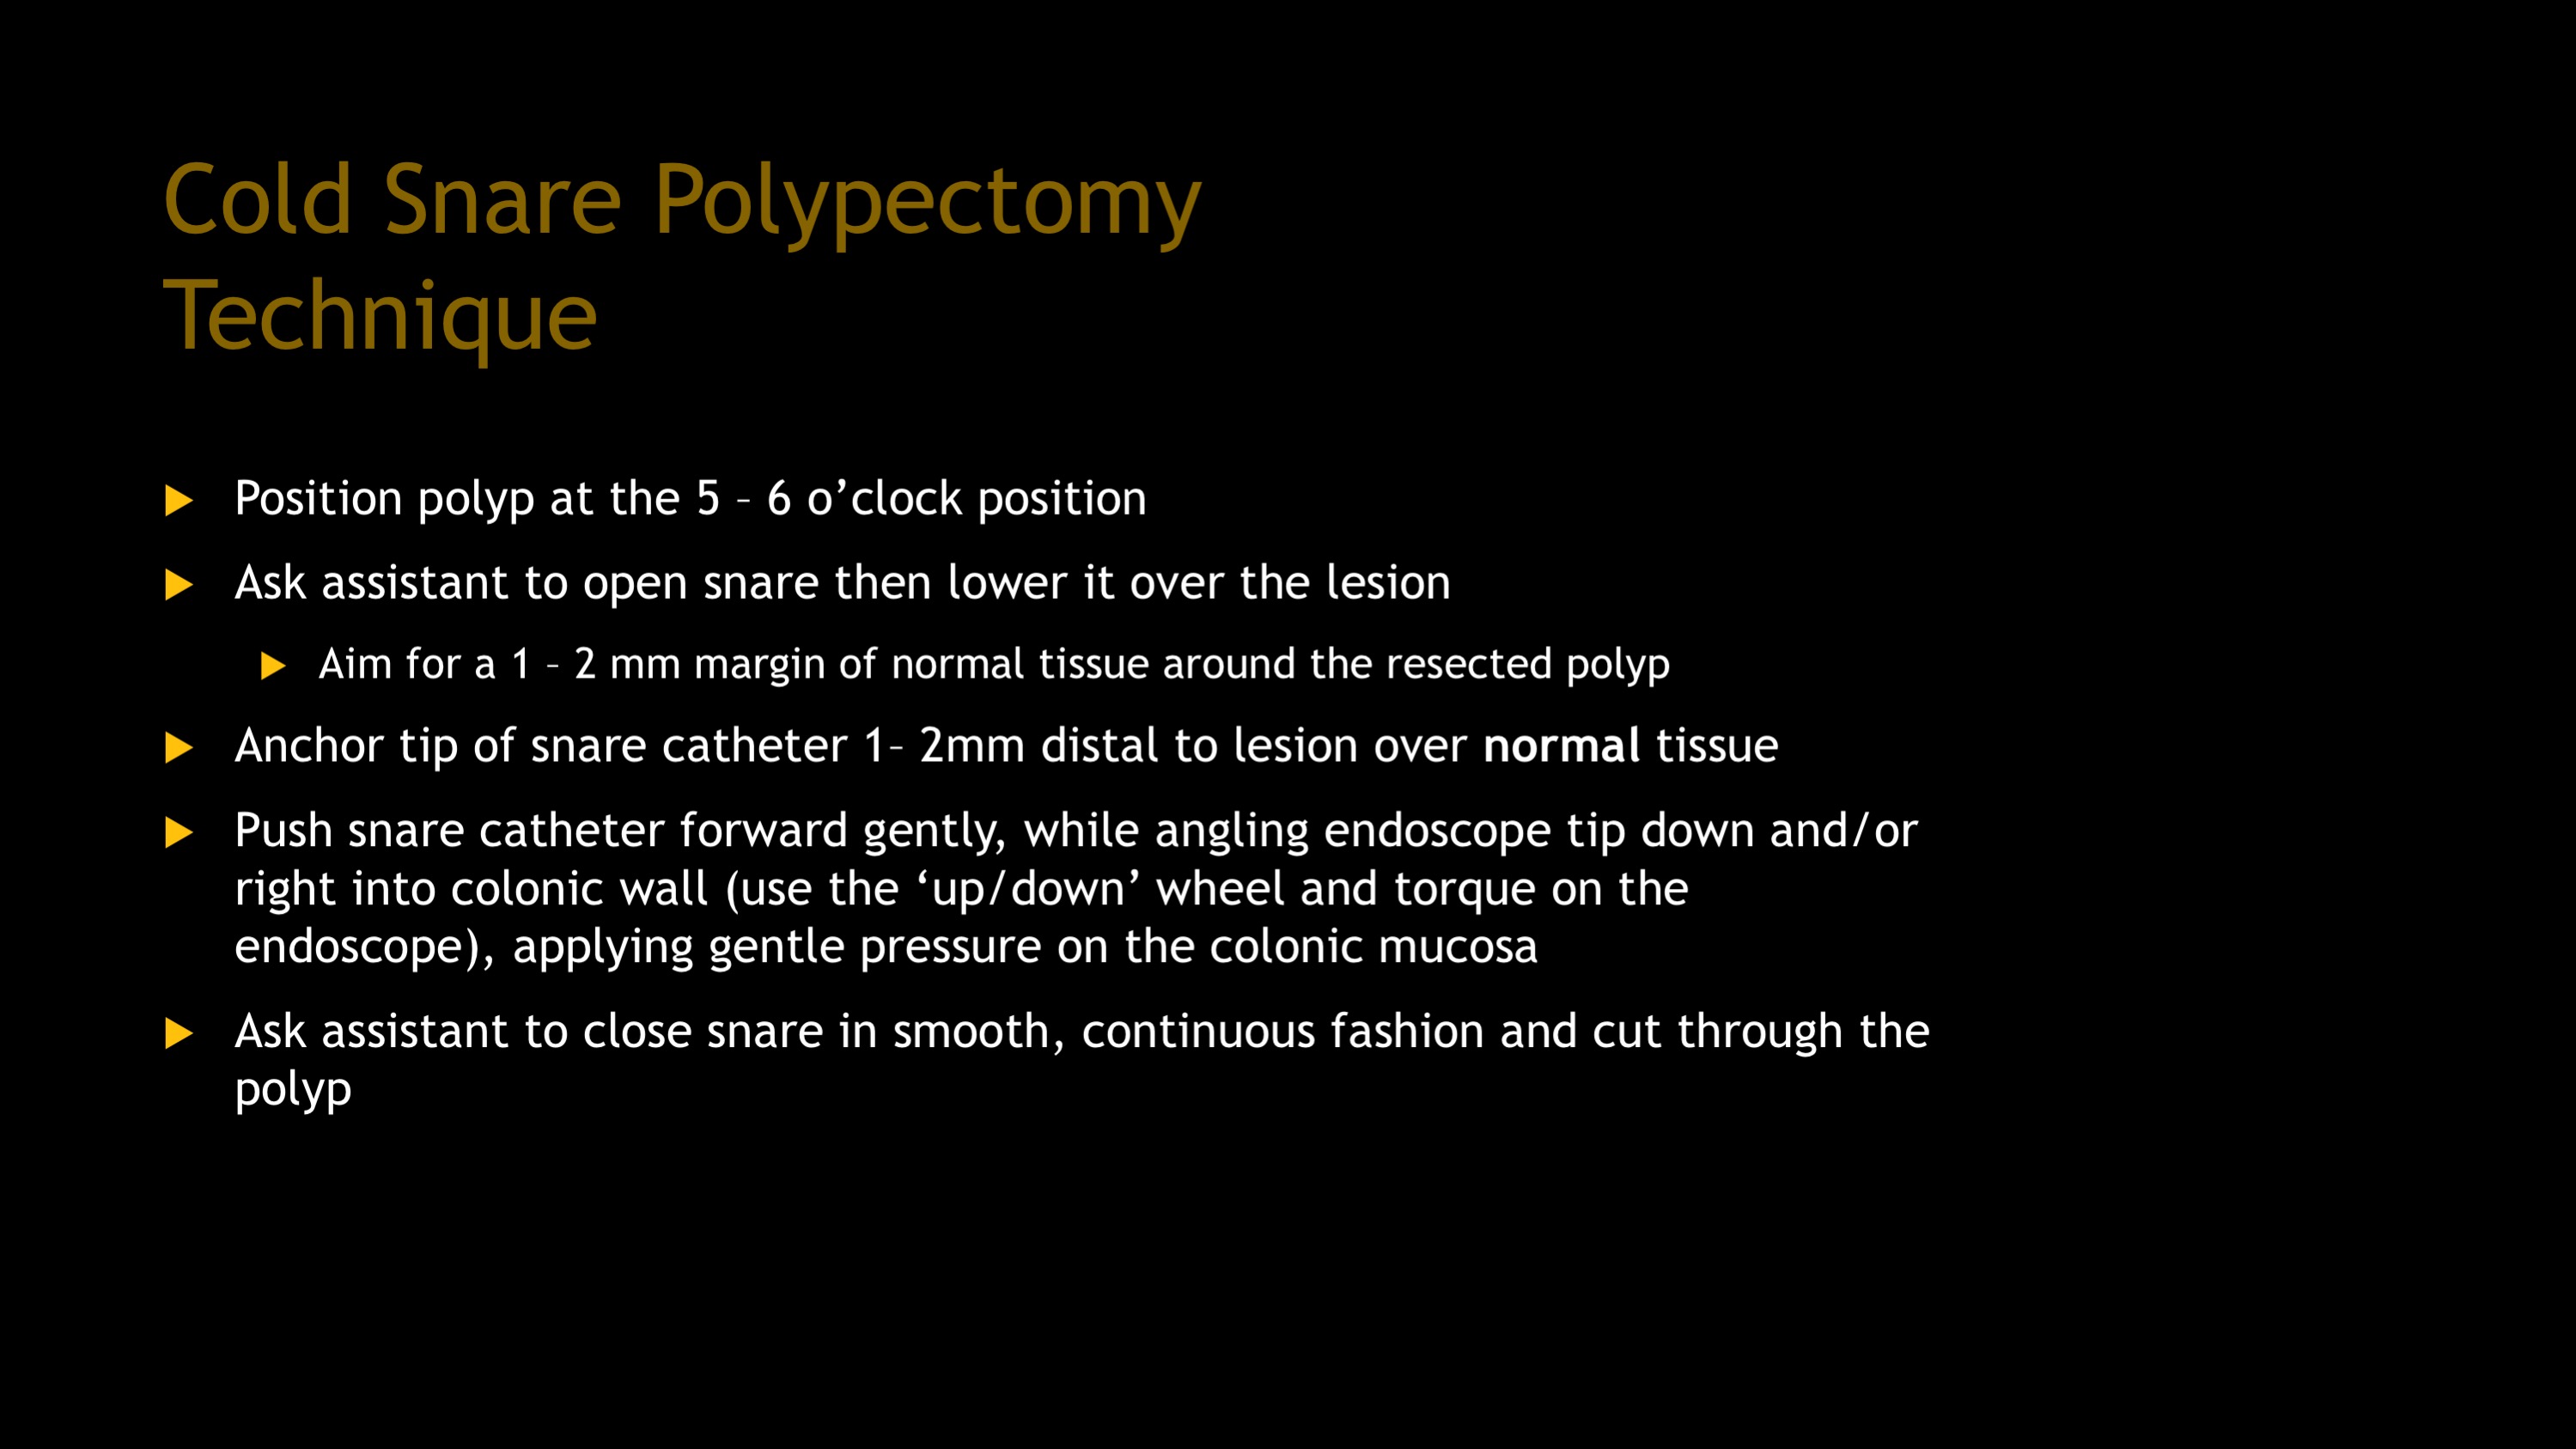 Cold Snare Polypectomy
Technique
Position polyp at the 5 – 6 o’clock position
Ask assistant to open snare then lower it over the lesion
Aim for a 1 – 2 mm margin of normal tissue around the resected polyp
Anchor tip of snare catheter 1– 2mm distal to lesion over normal tissue
Push snare catheter forward gently, while angling endoscope tip down and/or
right into colonic wall (use the ‘up/down’ wheel and torque on the
endoscope), applying gentle pressure on the colonic mucosa
Ask assistant to close snare in smooth, continuous fashion and cut through the
polyp